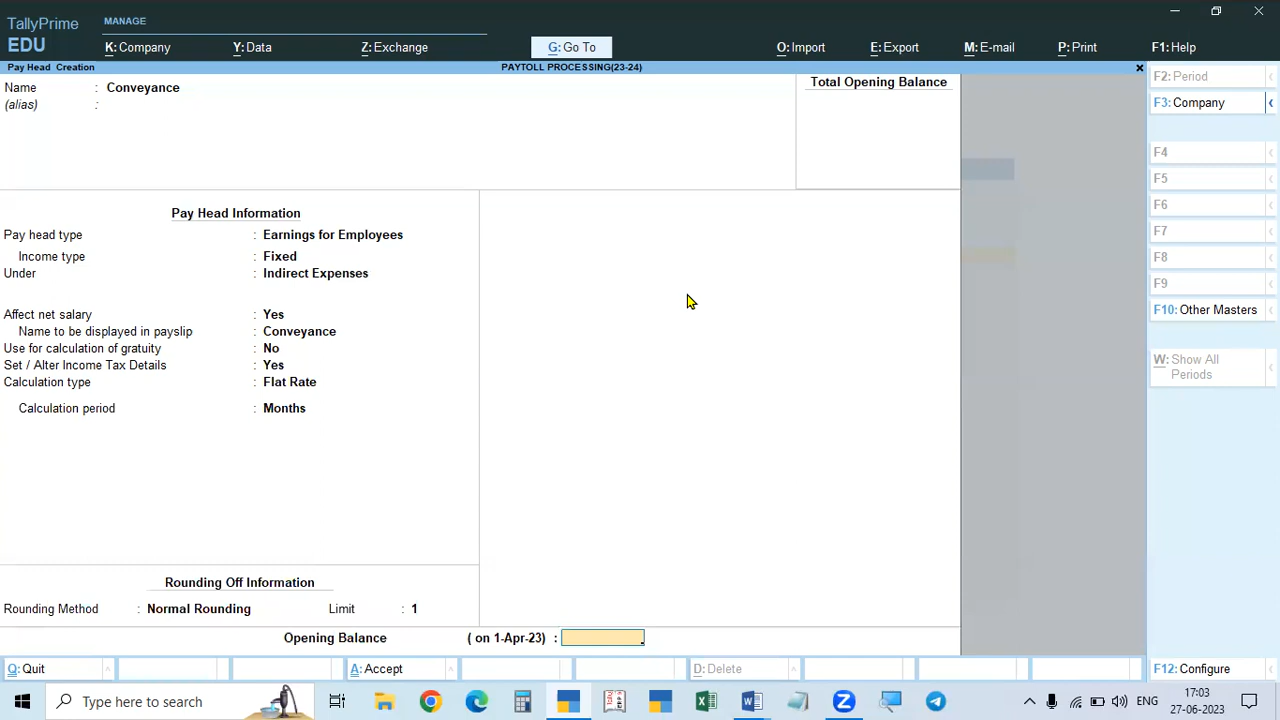 TallyPrime
EDU
MANAGE
K: Company
Y: Data
Z: Exchange
G: Go To
O: Import
E: Export
M: E-mail
P: Print
F1: Help
Pay Head Creation
PAYTOLL PROCESSING(23-24)
Name : Conveyance
(alias) :
Total Opening Balance
Pay Head Information
Pay head type : Earnings for Employees
Income type : Fixed
Under : Indirect Expenses
Affect net salary : Yes
Name to be displayed in payslip : Conveyance
Use for calculation of gratuity : No
Set / Alter Income Tax Details : Yes
Calculation type : Flat Rate
Calculation period : Months
Rounding Off Information
Rounding Method : Normal Rounding Limit : 1
Opening Balance ( on 1-Apr-23) :
F2: Period
F3: Company
F4
F5
F6
F7
F8
F9
F10: Other Masters
W: Show All
Periods
Q: Quit
A: Accept
D: Delete
F12: Configure
Type here to search
ENG
17:03
27-06-2023